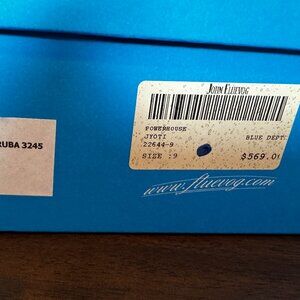 JOHN FLUEVOG
POWERHOUSE
JYOTI BLUE DEPT
22644-9
SIZE :9 $569.0
RUBA 3245
www.fluevog.com